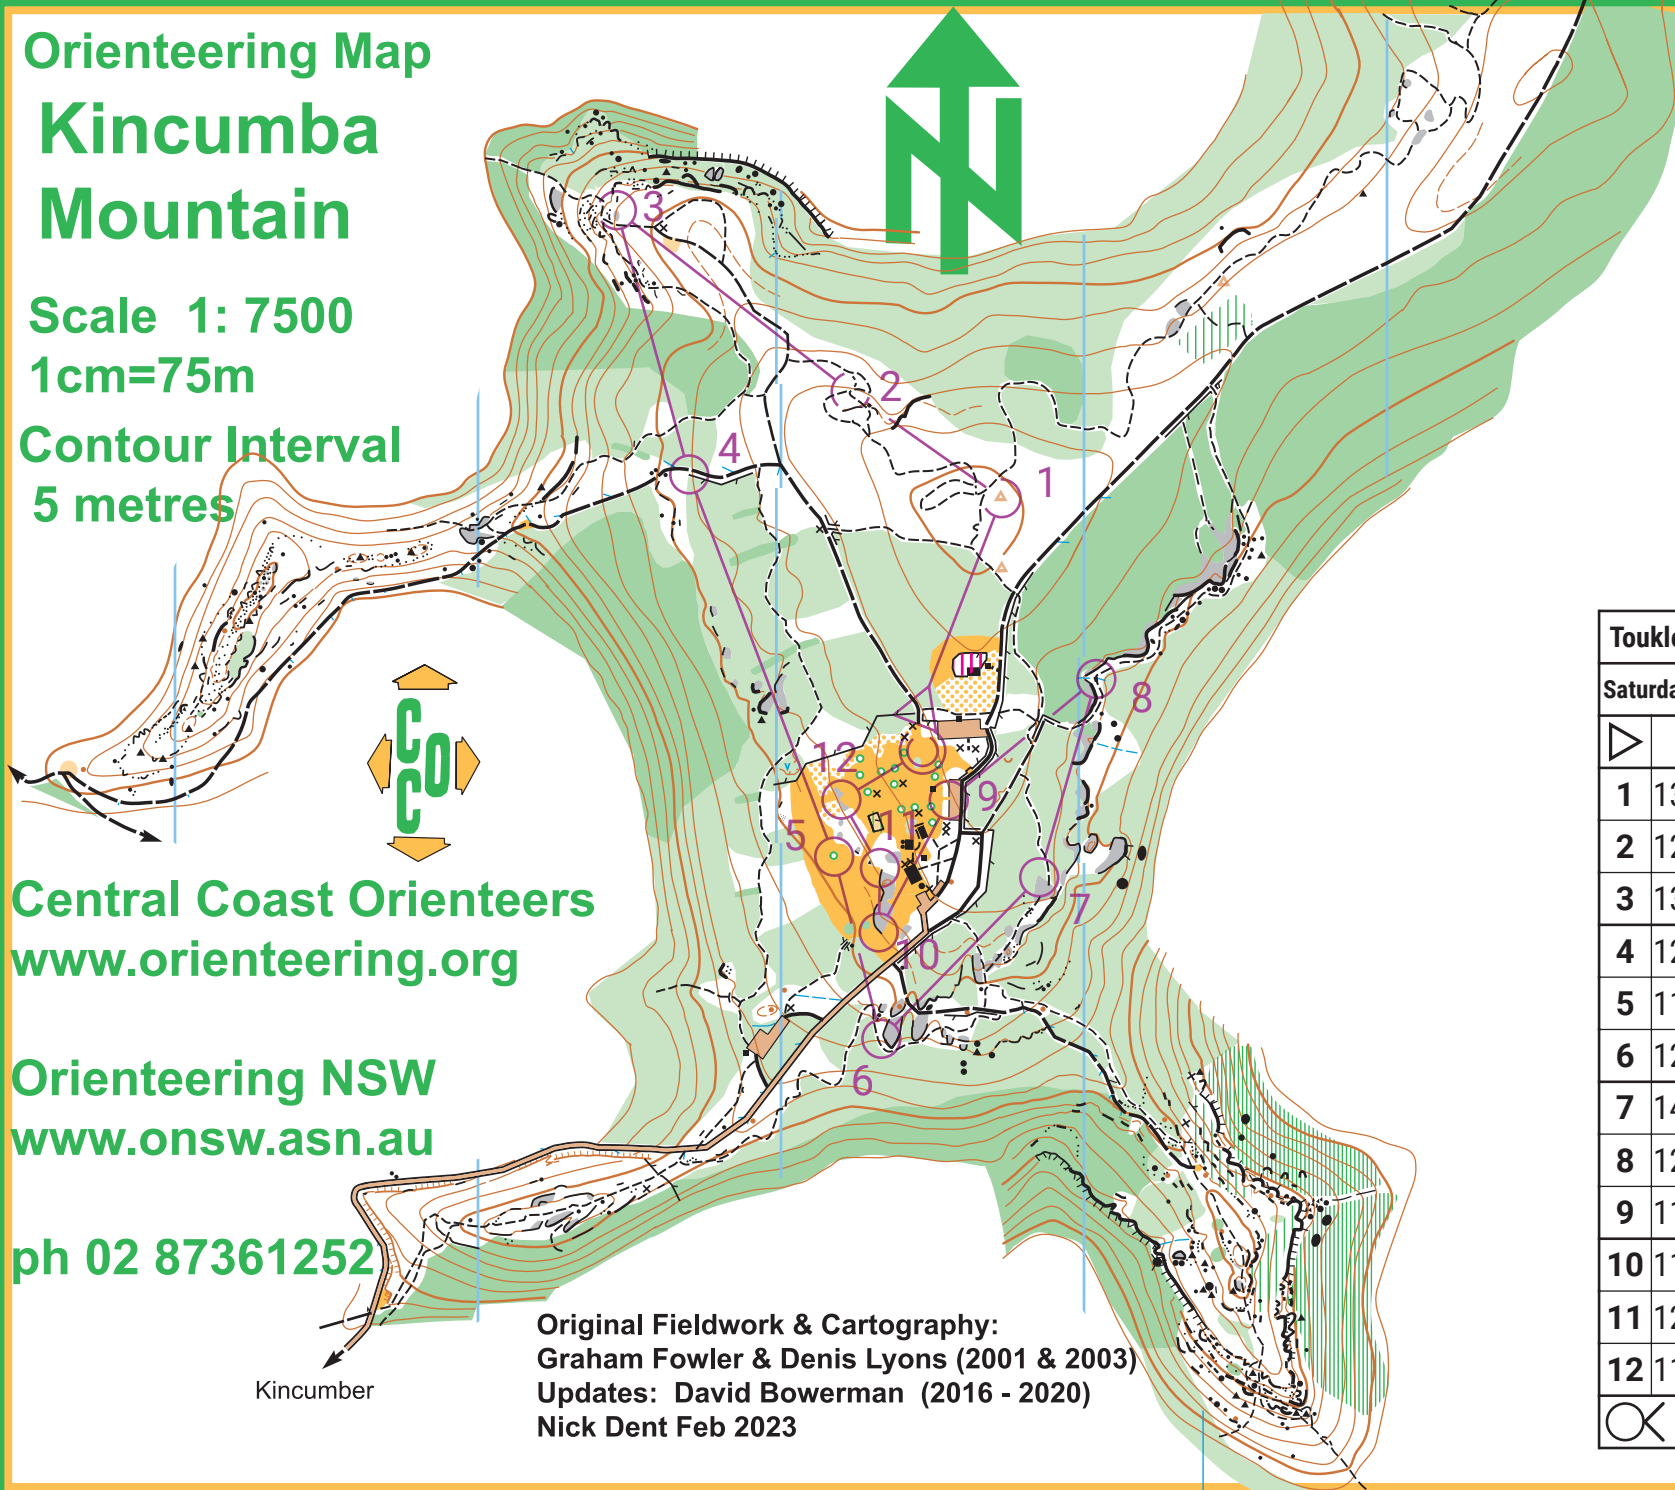 Orienteering Map
Kincumba
Mountain
Scale 1: 7500
1cm=75m
Contour Interval
5 metres
N
3
2
4
1
8
12
9
5
11
7
10
6
C
O
C
Central Coast Orienteers
www.orienteering.org
Orienteering NSW
www.onsw.asn.au
ph 02 87361252
Kincumber
Original Fieldwork & Cartography:
Graham Fowler & Denis Lyons (2001 & 2003)
Updates: David Bowerman (2016 - 2020)
Nick Dent Feb 2023
1
2
3
4
5
6
7
8
9
10
11
12